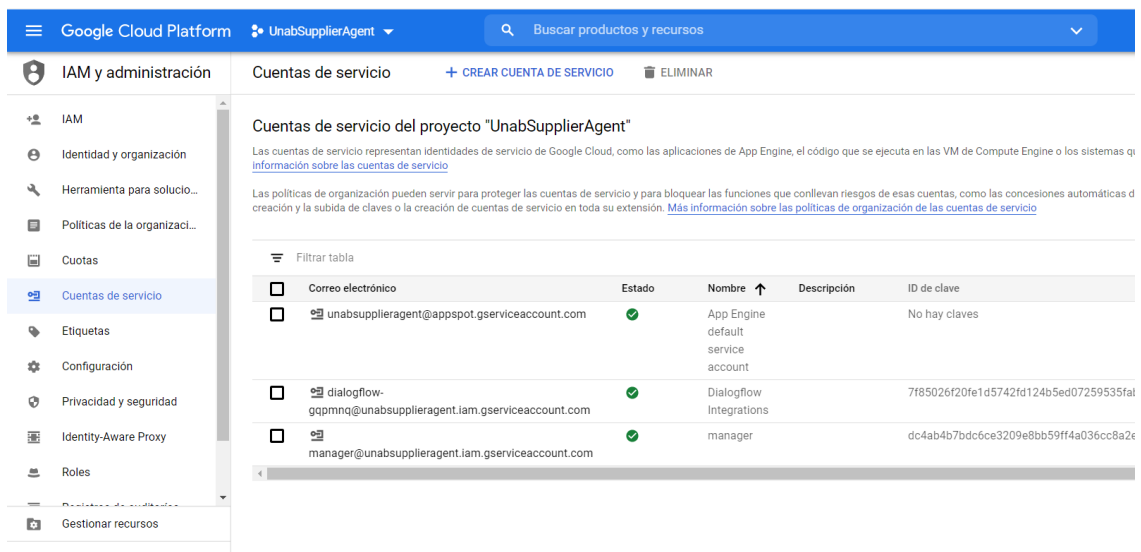 Google Cloud Platform
UnabSupplierAgent
Buscar productos y recursos
IAM y administración
IAM
Identidad y organización
Herramienta para solucio...
Políticas de la organizaci...
Cuotas
Cuentas de servicio
Etiquetas
Configuración
Privacidad y seguridad
Identity-Aware Proxy
Roles
Gestionar recursos
Cuentas de servicio
CREAR CUENTA DE SERVICIO
ELIMINAR
Cuentas de servicio del proyecto "UnabSupplierAgent"
Las cuentas de servicio representan identidades de servicio de Google Cloud, como las aplicaciones de App Engine, el código que se ejecuta en las VM de Compute Engine o los sistemas
información sobre las cuentas de servicio
Las políticas de organización pueden servir para proteger las cuentas de servicio y para bloquear las funciones que conllevan riesgos de esas cuentas, como las concesiones automáticas
creación y la subida de claves o la creación de cuentas de servicio en toda su extensión. Más información sobre las políticas de organización de las cuentas de servicio
Filtrar tabla
Correo electrónico Estado Nombre Descripción ID de clave
unabsupplieragent@appspot.gserviceaccount.com App Engine No hay claves
default
service
account
dialogflow- Dialogflow 7f85026f20fe1d5742fd124b5ed07259535fab
gqpmnq@unabsupplieragent.iam.gserviceaccount.com Integrations
manager dc4ab4b7bdc6ce3209e8bb59ff4a036cc8a2e
manager@unabsupplieragent.iam.gserviceaccount.com